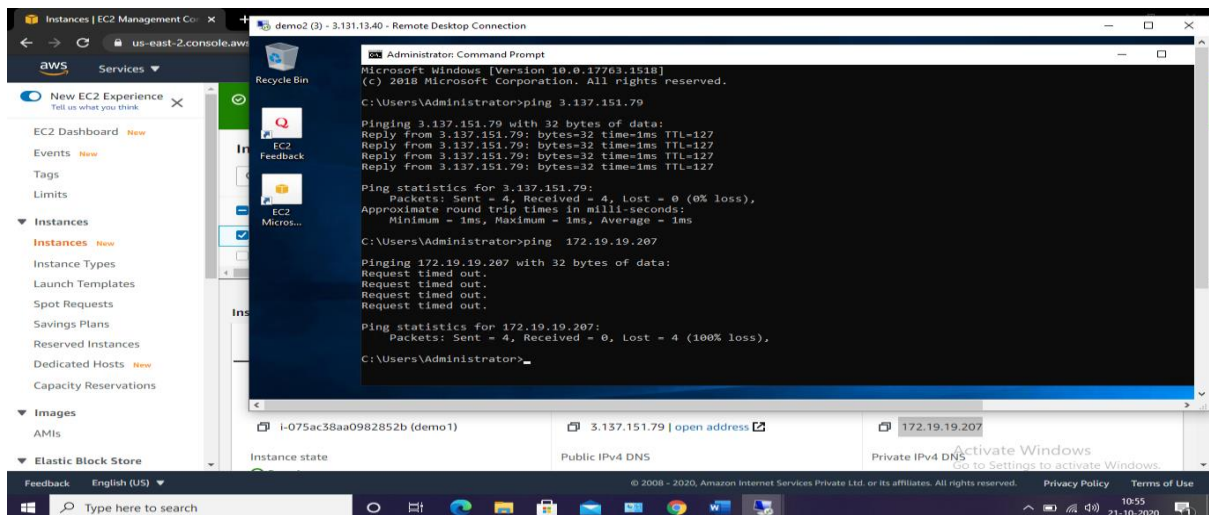 Instances | EC2 Management Co
us-east-2.console.aws
aws
Services
New EC2 Experience
Tell us what you think
EC2 Dashboard New
Events New
Tags
Limits
Instances
Instances New
Instance Types
Launch Templates
Spot Requests
Savings Plans
Reserved Instances
Dedicated Hosts New
Capacity Reservations
Images
AMIs
Elastic Block Store
In
Ins
demo2 (3) - 3.131.13.40 - Remote Desktop Connection
Recycle Bin
EC2
Feedback
EC2
Micros...
Administrator: Command Prompt
Microsoft Windows [Version 10.0.17763.1518]
(c) 2018 Microsoft Corporation. All rights reserved.
C:\Users\Administrator>ping 3.137.151.79
Pinging 3.137.151.79 with 32 bytes of data:
Reply from 3.137.151.79: bytes=32 time=1ms TTL=127
Reply from 3.137.151.79: bytes=32 time=1ms TTL=127
Reply from 3.137.151.79: bytes=32 time=1ms TTL=127
Reply from 3.137.151.79: bytes=32 time=1ms TTL=127
Ping statistics for 3.137.151.79:
Packets: Sent = 4, Received = 4, Lost = 0 (0% loss),
Approximate round trip times in milli-seconds:
Minimum = 1ms, Maximum = 1ms, Average = 1ms
C:\Users\Administrator>ping  172.19.19.207
Pinging 172.19.19.207 with 32 bytes of data:
Request timed out.
Request timed out.
Request timed out.
Request timed out.
Ping statistics for 172.19.19.207:
Packets: Sent = 4, Received = 0, Lost = 4 (100% loss),
C:\Users\Administrator>
i-075ac38aa0982852b (demo1)
3.137.151.79 | open address
172.19.19.207
Instance state
Public IPv4 DNS
Private IPv4 DNS
Activate Windows
Go to Settings to activate Windows.
Feedback
English (US)
© 2008 - 2020, Amazon Internet Services Private Ltd. or its affiliates. All rights reserved.
Privacy Policy
Terms of Use
Type here to search
10:55
21-10-2020